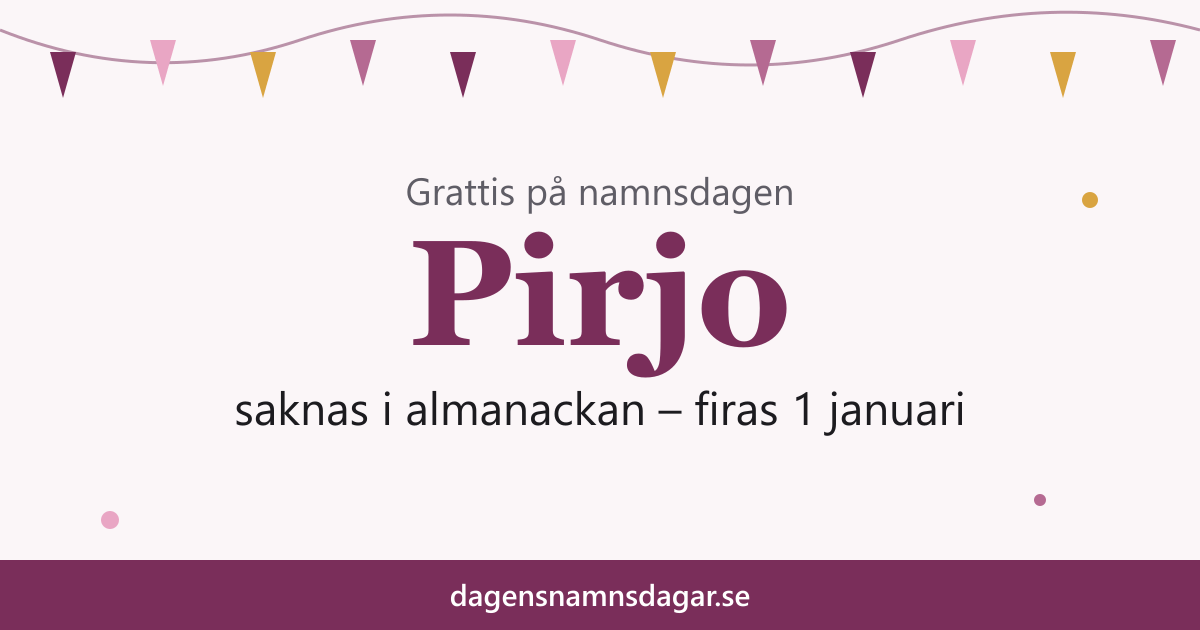 Grattis på namnsdagen
Pirjo
saknas i almanackan – firas 1 januari
dagensnamnsdagar.se